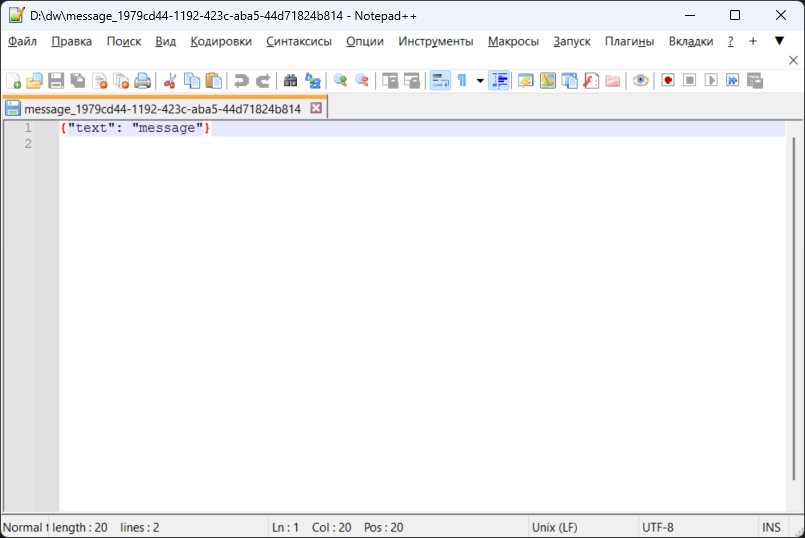 D:\dw\message_1979cd44-1192-423c-aba5-44d71824b814 - Notepad++
Файл Правка Поиск Вид Кодировки Синтаксисы Опции Инструменты Макросы Запуск Плагины Вкладки ? + ▼
message_1979cd44-1192-423c-aba5-44d71824b814
1 {"text": "message"}
2
Normal t length : 20 lines : 2 Ln : 1 Col : 20 Pos : 20 Unix (LF) UTF-8 INS